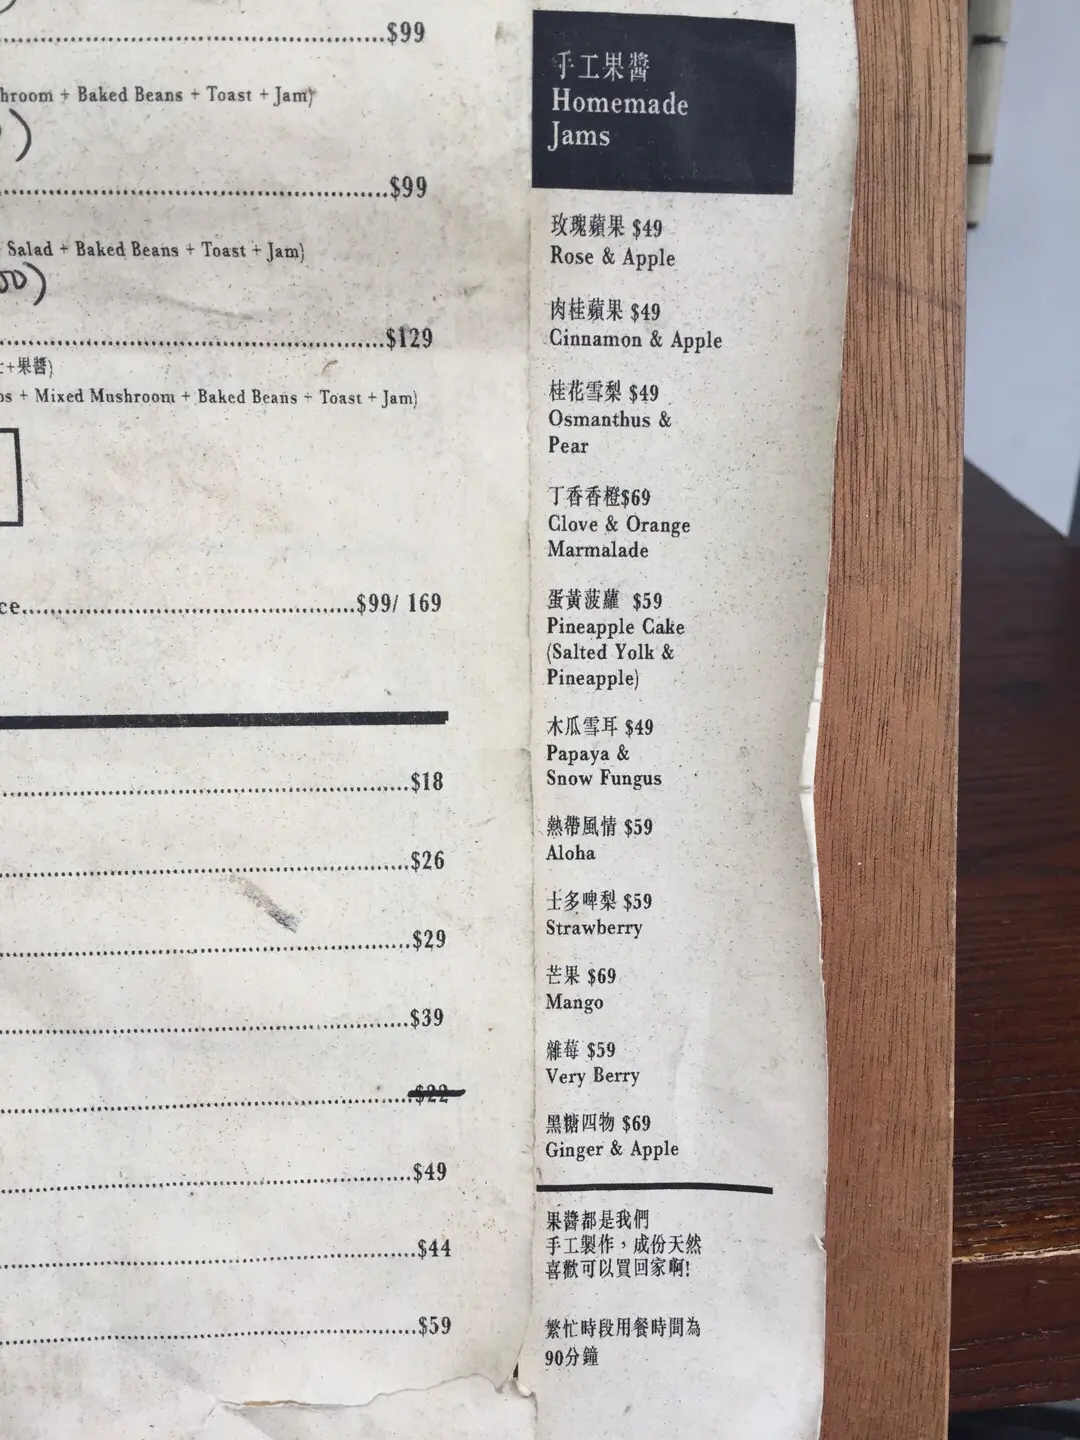 $99
hroom + Baked Beans + Toast + Jam)
$99
Salad + Baked Beans + Toast + Jam)
$129
+果醬)
os + Mixed Mushroom + Baked Beans + Toast + Jam)
ce $99/ 169
$18
$26
$29
$39
$22
$49
$44
$59
手工果醬
Homemade
Jams
玫瑰蘋果 $49
Rose & Apple
肉桂蘋果 $49
Cinnamon & Apple
桂花雪梨 $49
Osmanthus &
Pear
丁香香橙$69
Clove & Orange
Marmalade
蛋黃菠蘿 $59
Pineapple Cake
(Salted Yolk &
Pineapple)
木瓜雪耳 $49
Papaya &
Snow Fungus
熱帶風情 $59
Aloha
士多啤梨 $59
Strawberry
芒果 $69
Mango
雜莓 $59
Very Berry
黑糖四物 $69
Ginger & Apple
果醬都是我們
手工製作，成份天然
喜歡可以買回家啊!
繁忙時段用餐時間為
90分鐘